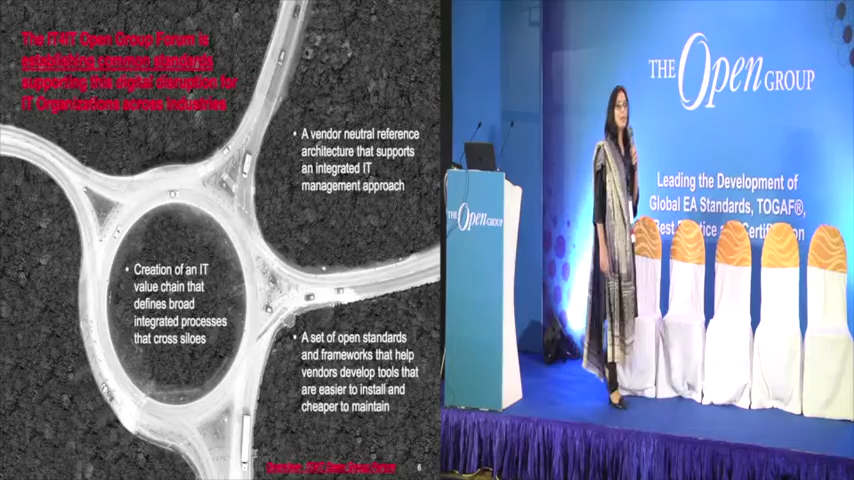 The IT4IT Open Group Forum is
establishing common standards
supporting this digital disruption for
IT Organizations across industries
• A vendor neutral reference
architecture that supports
an integrated IT
management approach
• Creation of an IT
value chain that
defines broad
integrated processes
that cross siloes
• A set of open standards
and frameworks that help
vendors develop tools that
are easier to install and
cheaper to maintain
6
THE Open GROUP
Leading the Development of
Global EA Standards, TOGAF®,
THE Open GROUP